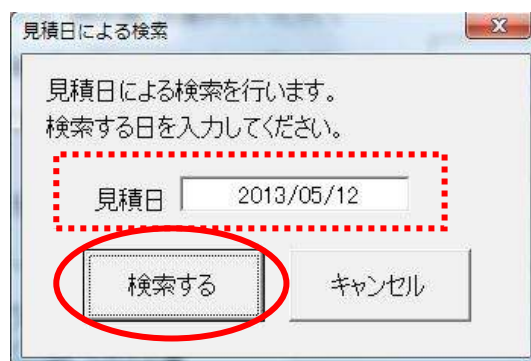 見積日による検索
見積日による検索を行います。
検索する日を入力してください。
見積日 2013/05/12
検索する キャンセル